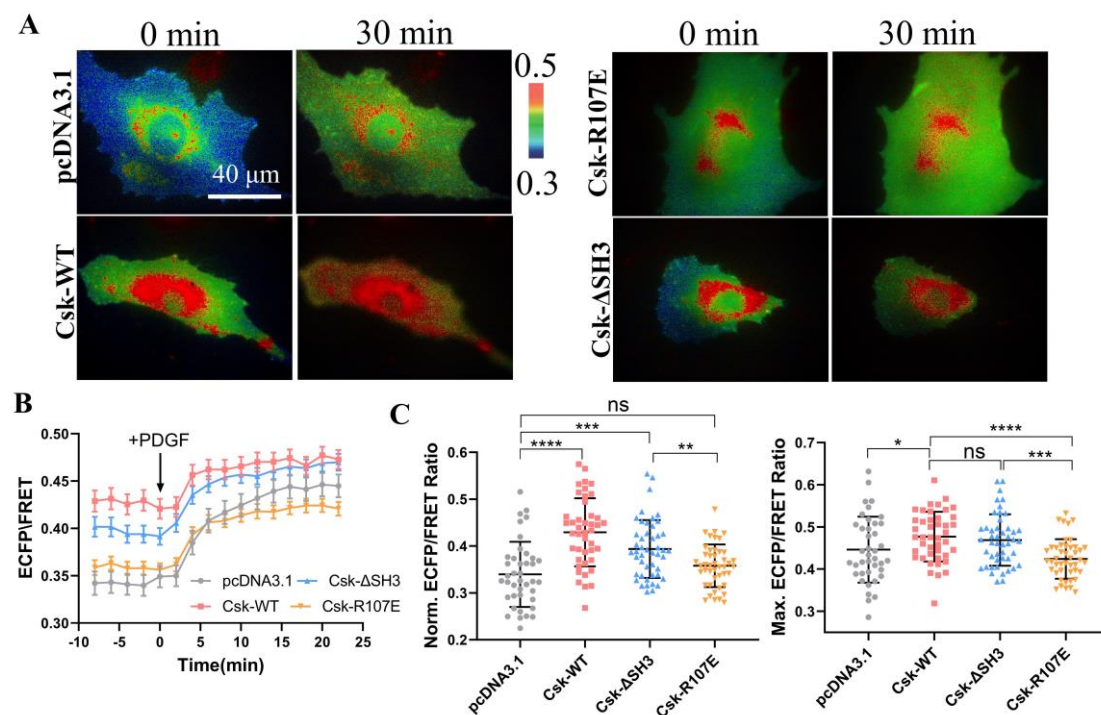 A
0 min
30 min
0 min
30 min
pcDNA3.1
0.5
0.3
40 μm
Csk-R107E
Csk-WT
Csk-ΔSH3
B
+PDGF
ECFP\FRET
0.50
0.45
0.40
0.35
0.30
pcDNA3.1
Csk-ΔSH3
Csk-WT
Csk-R107E
-10
-5
0
5
10
15
20
25
Time(min)
C
ns
***
****
**
Norm. ECFP/FRET Ratio
0.6
0.5
0.4
0.3
0.2
pcDNA3.1
Csk-WT
Csk-ΔSH3
Csk-R107E
****
*
ns
***
Max. ECFP/FRET Ratio
0.7
0.6
0.5
0.4
0.3
pcDNA3.1
Csk-WT
Csk-ΔSH3
Csk-R107E